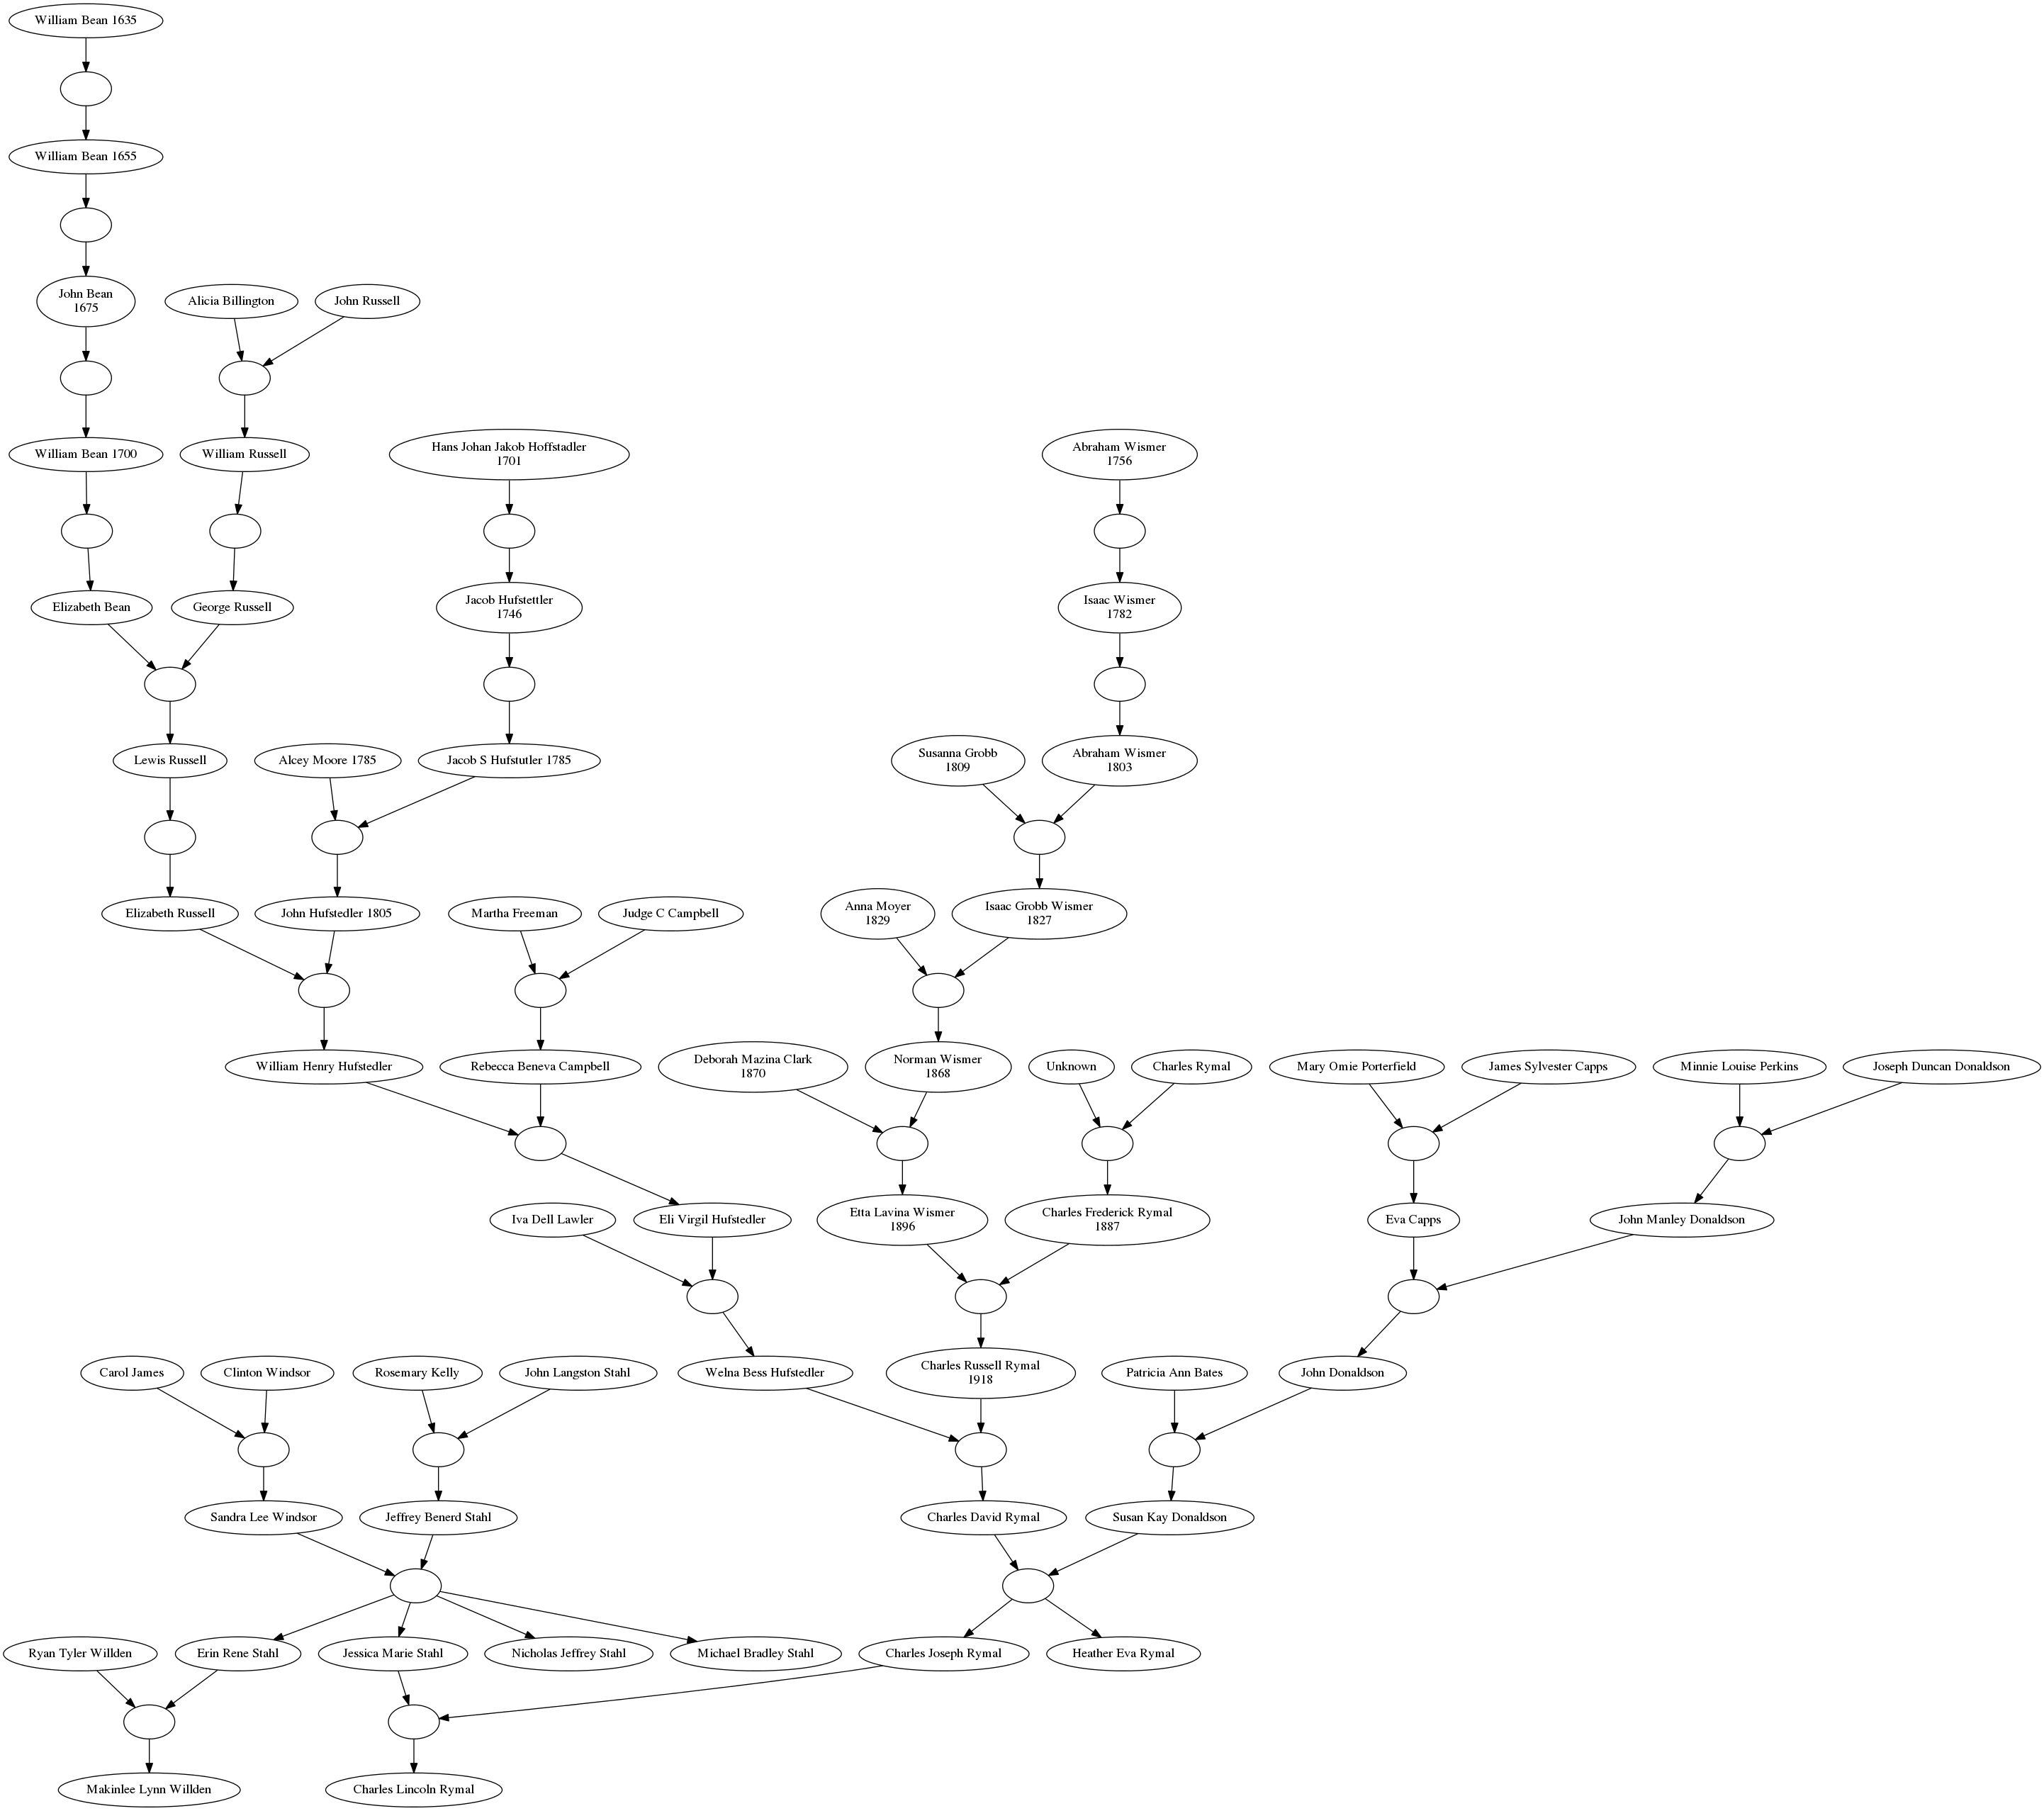 William Bean 1635
William Bean 1655
John Bean
1675
Alicia Billington
John Russell
William Bean 1700
William Russell
Hans Johan Jakob Hoffstadler
1701
Abraham Wismer
1756
Elizabeth Bean
George Russell
Jacob Hufstettler
1746
Isaac Wismer
1782
Lewis Russell
Alcey Moore 1785
Jacob S Hufstutler 1785
Susanna Grobb
1809
Abraham Wismer
1803
Elizabeth Russell
John Hufstedler 1805
Martha Freeman
Judge C Campbell
Anna Moyer
1829
Isaac Grobb Wismer
1827
William Henry Hufstedler
Rebecca Beneva Campbell
Deborah Mazina Clark
1870
Norman Wismer
1868
Unknown
Charles Rymal
Mary Omie Porterfield
James Sylvester Capps
Minnie Louise Perkins
Joseph Duncan Donaldson
Iva Dell Lawler
Eli Virgil Hufstedler
Etta Lavina Wismer
1896
Charles Frederick Rymal
1887
Eva Capps
John Manley Donaldson
Carol James
Clinton Windsor
Rosemary Kelly
John Langston Stahl
Welna Bess Hufstedler
Charles Russell Rymal
1918
Patricia Ann Bates
John Donaldson
Sandra Lee Windsor
Jeffrey Benerd Stahl
Charles David Rymal
Susan Kay Donaldson
Ryan Tyler Willden
Erin Rene Stahl
Jessica Marie Stahl
Nicholas Jeffrey Stahl
Michael Bradley Stahl
Charles Joseph Rymal
Heather Eva Rymal
Makinlee Lynn Willden
Charles Lincoln Rymal